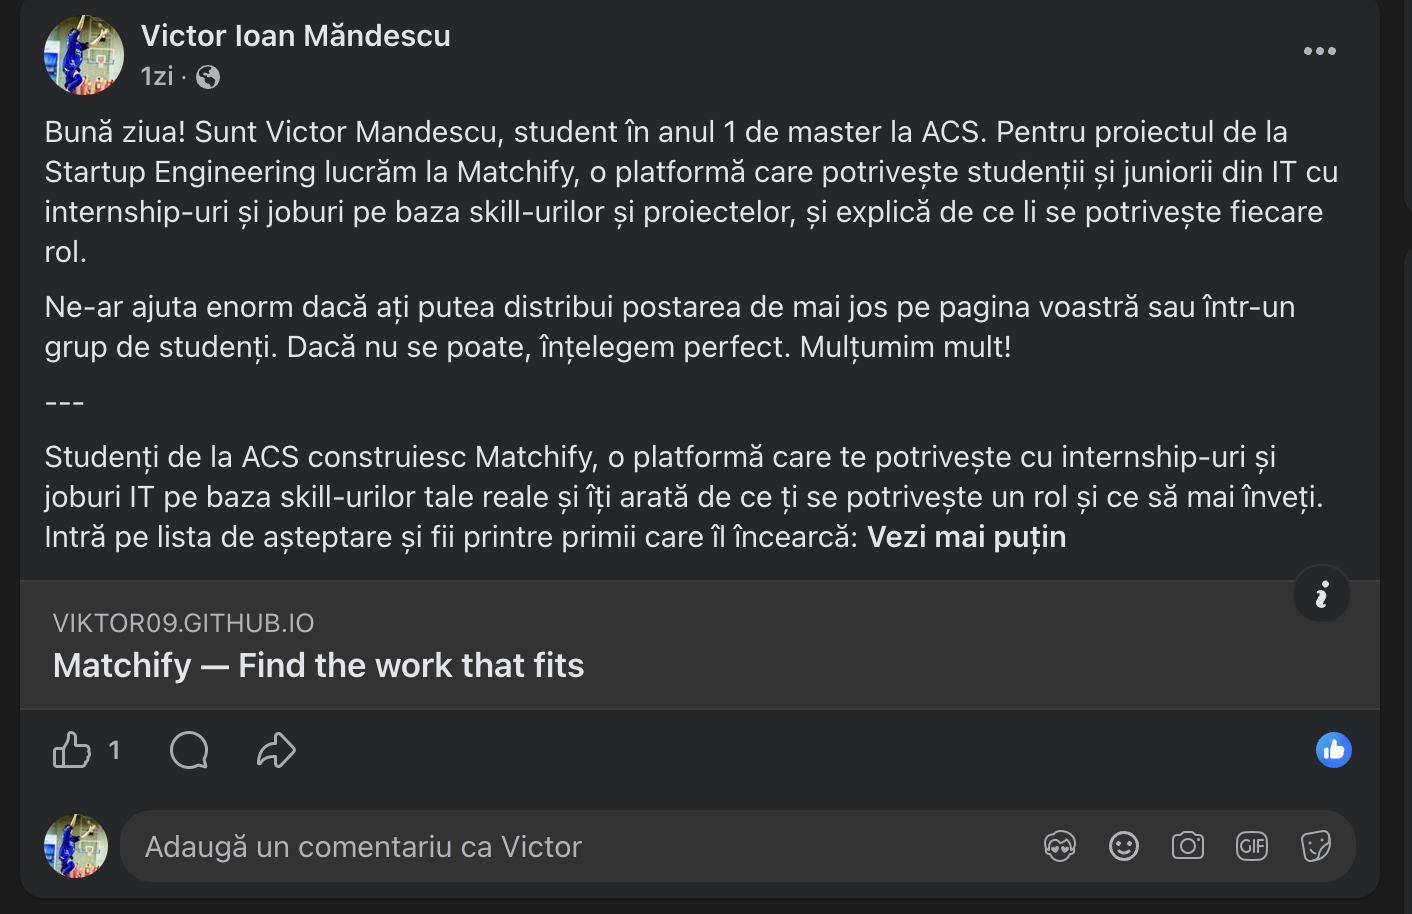 Victor Ioan Măndescu
1zi ·
Bună ziua! Sunt Victor Mandescu, student în anul 1 de master la ACS. Pentru proiectul de la
Startup Engineering lucrăm la Matchify, o platformă care potrivește studenții și juniorii din IT cu
internship-uri și joburi pe baza skill-urilor și proiectelor, și explică de ce li se potrivește fiecare
rol.
Ne-ar ajuta enorm dacă ați putea distribui postarea de mai jos pe pagina voastră sau într-un
grup de studenți. Dacă nu se poate, înțelegem perfect. Mulțumim mult!
---
Studenți de la ACS construiesc Matchify, o platformă care te potrivește cu internship-uri și
joburi IT pe baza skill-urilor tale reale și îți arată de ce ți se potrivește un rol și ce să mai înveți.
Intră pe lista de așteptare și fii printre primii care îl încearcă: Vezi mai puțin
VIKTOR09.GITHUB.IO
Matchify — Find the work that fits
1
Adaugă un comentariu ca Victor
GIF